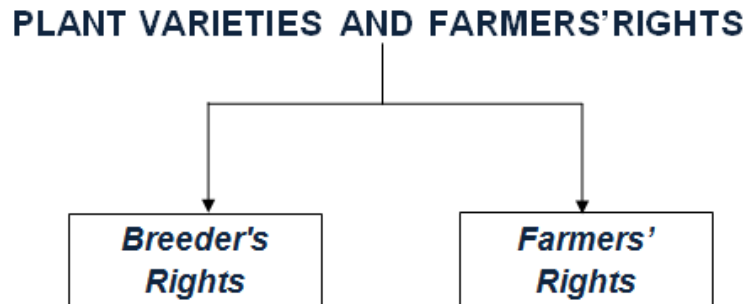 PLANT VARIETIES AND FARMERS’RIGHTS
Breeder's
Rights
Farmers’
Rights